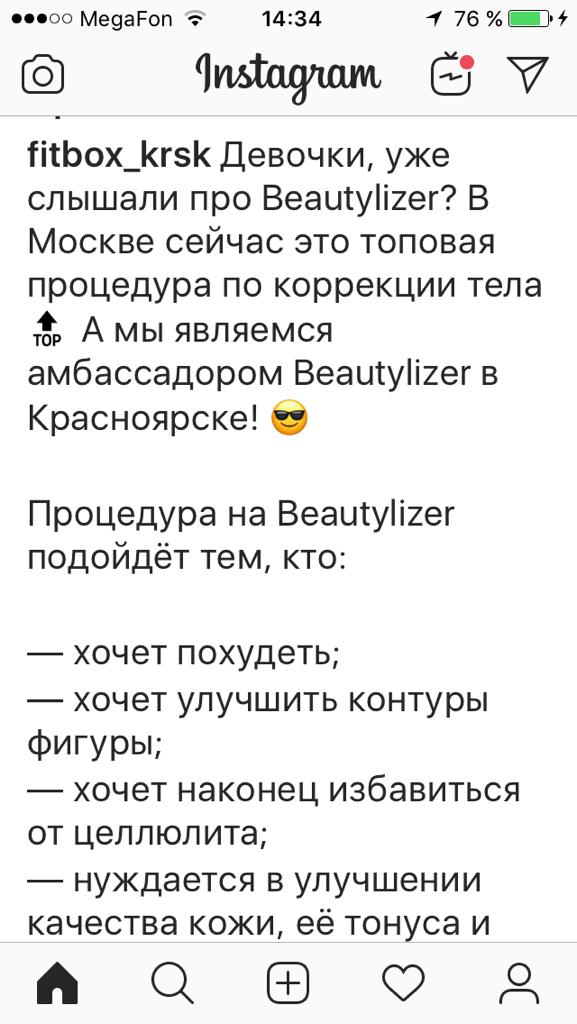 MegaFon 14:34 76 %
Instagram
fitbox_krsk Девочки, уже
слышали про Beautylizer? В
Москве сейчас это топовая
процедура по коррекции тела
🔝 А мы являемся
амбассадором Beautylizer в
Красноярске! 😎
Процедура на Beautylizer
подойдёт тем, кто:
— хочет похудеть;
— хочет улучшить контуры
фигуры;
— хочет наконец избавиться
от целлюлита;
— нуждается в улучшении
качества кожи, её тонуса и